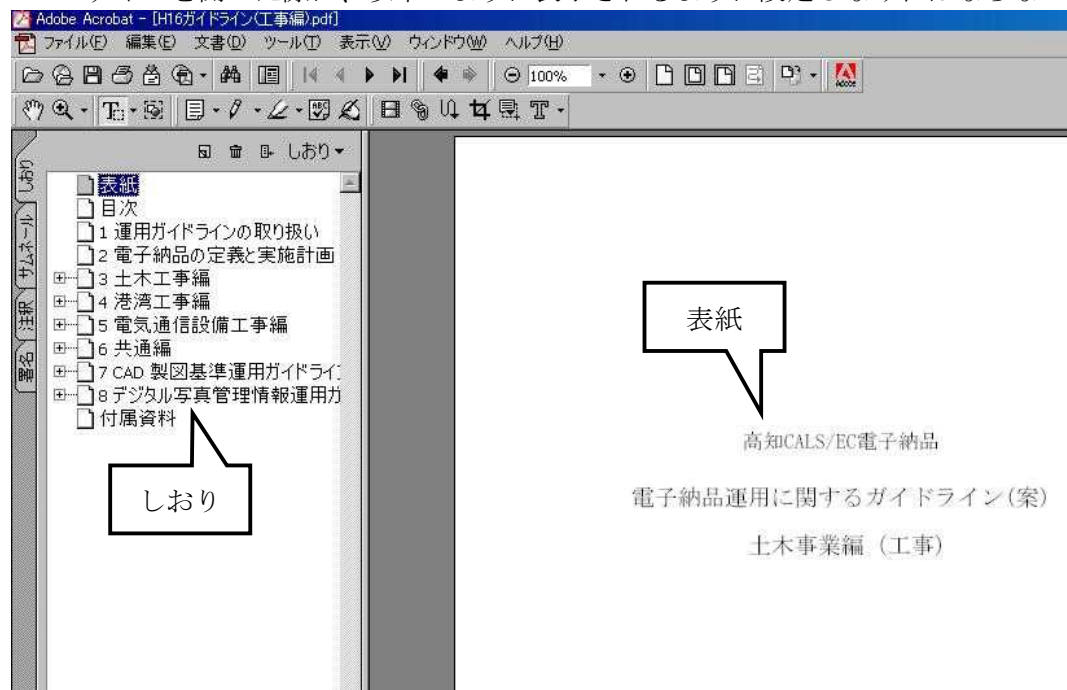 Adobe Acrobat - [H16ガイドライン(工事編).pdf]
ファイル(F) 編集(E) 文書(D) ツール(T) 表示(V) ウィンドウ(W) ヘルプ(H)
100%
Adobe
しおり
しおり
サムネール
注釈
署名
表紙
目次
1 運用ガイドラインの取り扱い
2 電子納品の定義と実施計画
3 土木工事編
4 港湾工事編
5 電気通信設備工事編
6 共通編
7 CAD 製図基準運用ガイドライ
8 デジタル写真管理情報運用ガ
付属資料
しおり
表紙
高知CALS/EC電子納品
電子納品運用に関するガイドライン(案)
土木事業編（工事）